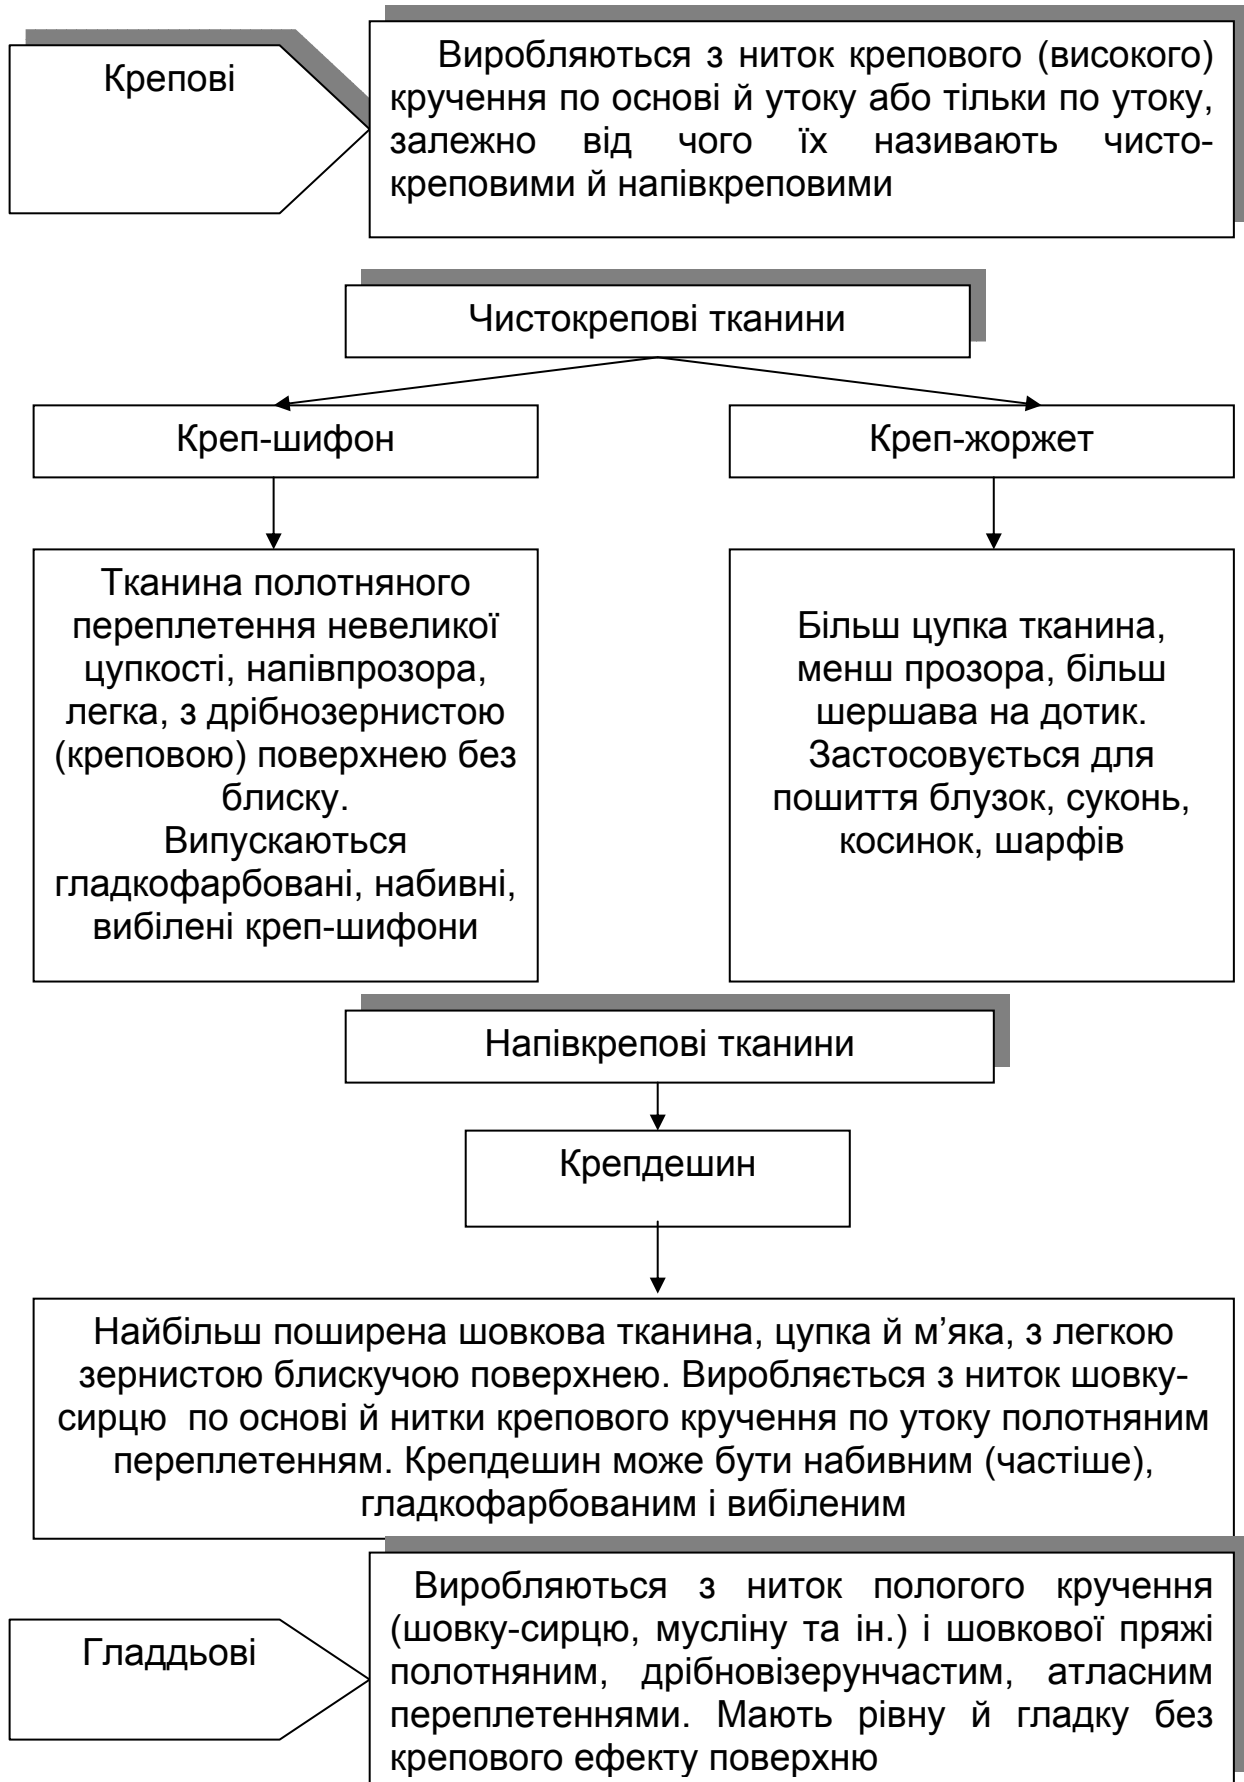 Крепові
Виробляються з ниток крепового (високого)
кручення по основі й утоку або тільки по утоку,
залежно від чого їх називають чисто-
креповими й напівкреповими
Чистокрепові тканини
Креп-шифон
Креп-жоржет
Тканина полотняного
переплетення невеликої
цупкості, напівпрозора,
легка, з дрібнозернистою
(креповою) поверхнею без
блиску.
Випускаються
гладкофарбовані, набивні,
вибілені креп-шифони
Більш цупка тканина,
менш прозора, більш
шершава на дотик.
Застосовується для
пошиття блузок, суконь,
косинок, шарфів
Напівкрепові тканини
Крепдешин
Найбільш поширена шовкова тканина, цупка й м’яка, з легкою
зернистою блискучою поверхнею. Виробляється з ниток шовку-
сирцю по основі й нитки крепового кручення по утоку полотняним
переплетенням. Крепдешин може бути набивним (частіше),
гладкофарбованим і вибіленим
Гладдьові
Виробляються з ниток пологого кручення
(шовку-сирцю, мусліну та ін.) і шовкової пряжі
полотняним, дрібновізерунчастим, атласним
переплетеннями. Мають рівну й гладку без
крепового ефекту поверхню